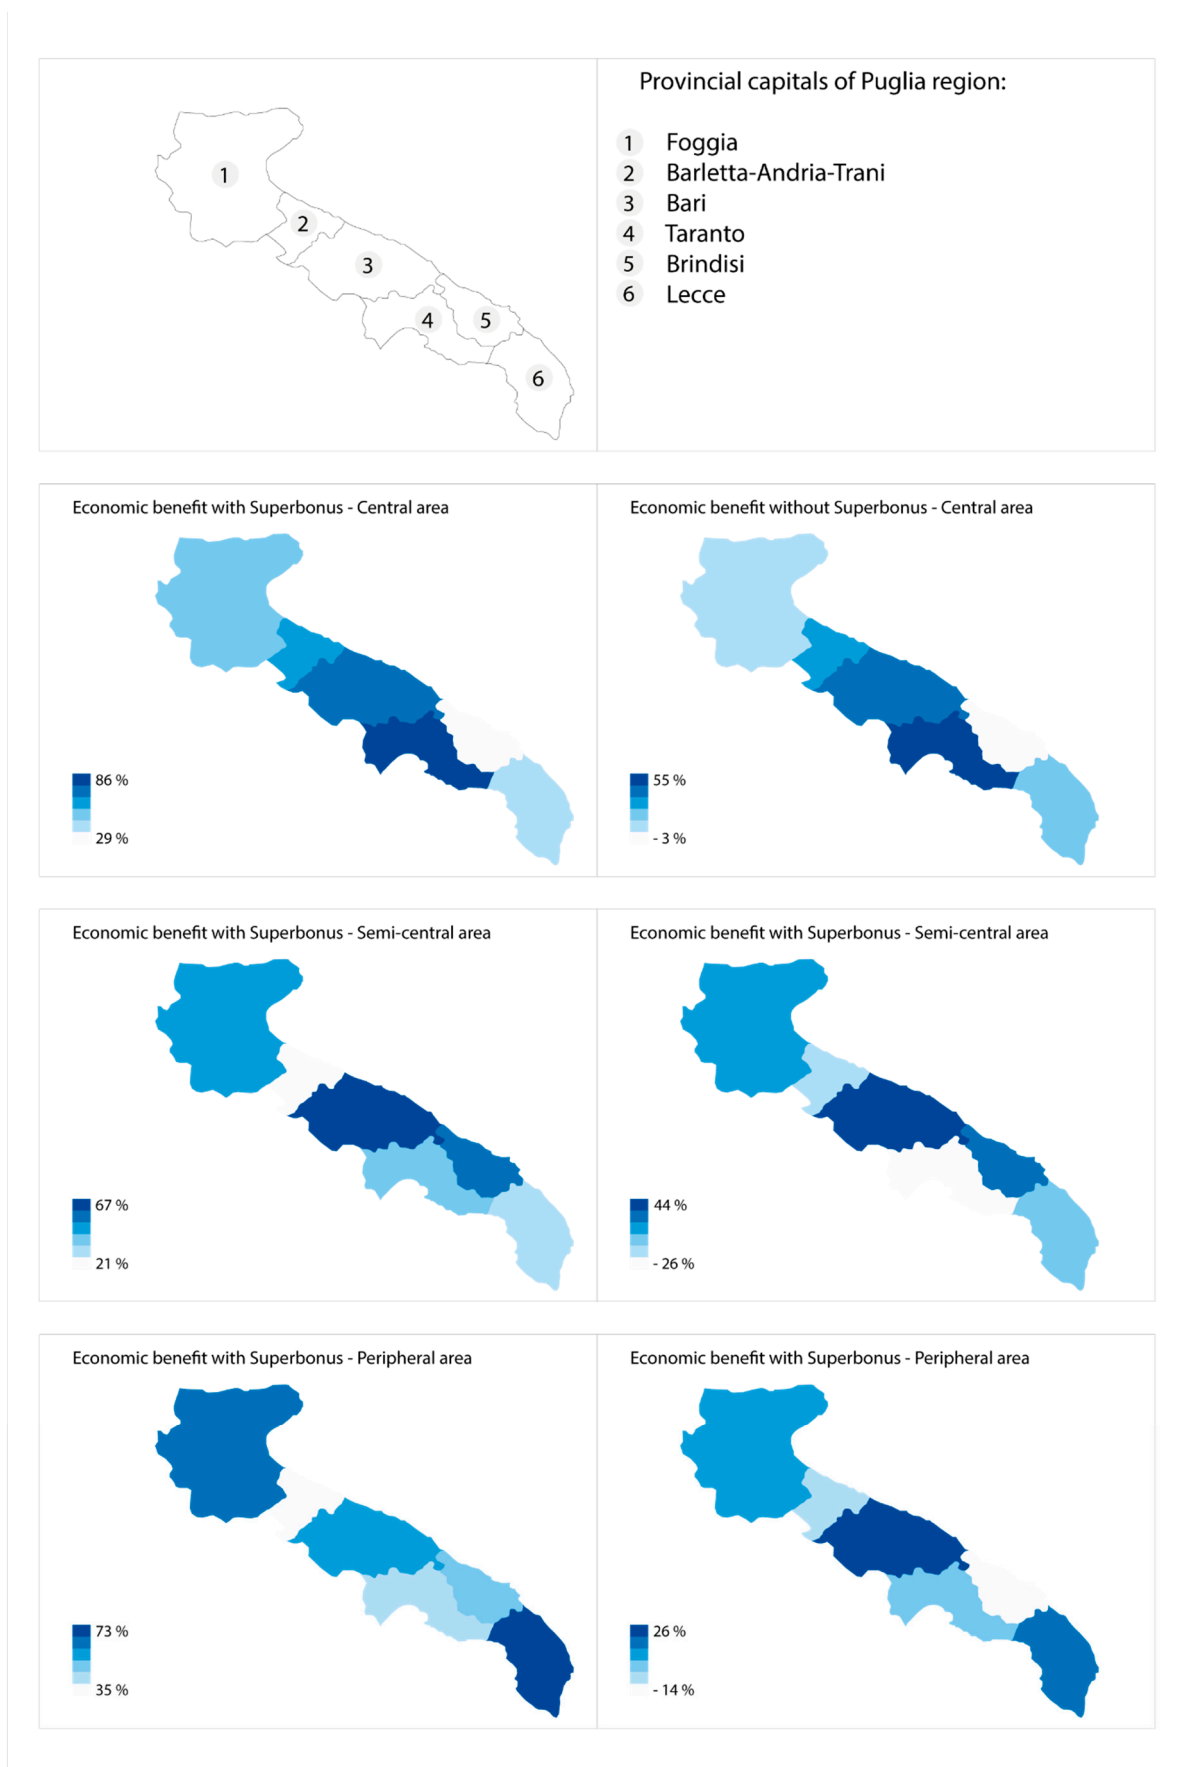 Provincial capitals of Puglia region:
1 Foggia
2 Barletta-Andria-Trani
3 Bari
4 Taranto
5 Brindisi
6 Lecce
1
2
3
4
5
6
Economic benefit with Superbonus - Central area
86 %
29 %
Economic benefit without Superbonus - Central area
55 %
- 3 %
Economic benefit with Superbonus - Semi-central area
67 %
21 %
Economic benefit with Superbonus - Semi-central area
44 %
- 26 %
Economic benefit with Superbonus - Peripheral area
73 %
35 %
Economic benefit with Superbonus - Peripheral area
26 %
- 14 %